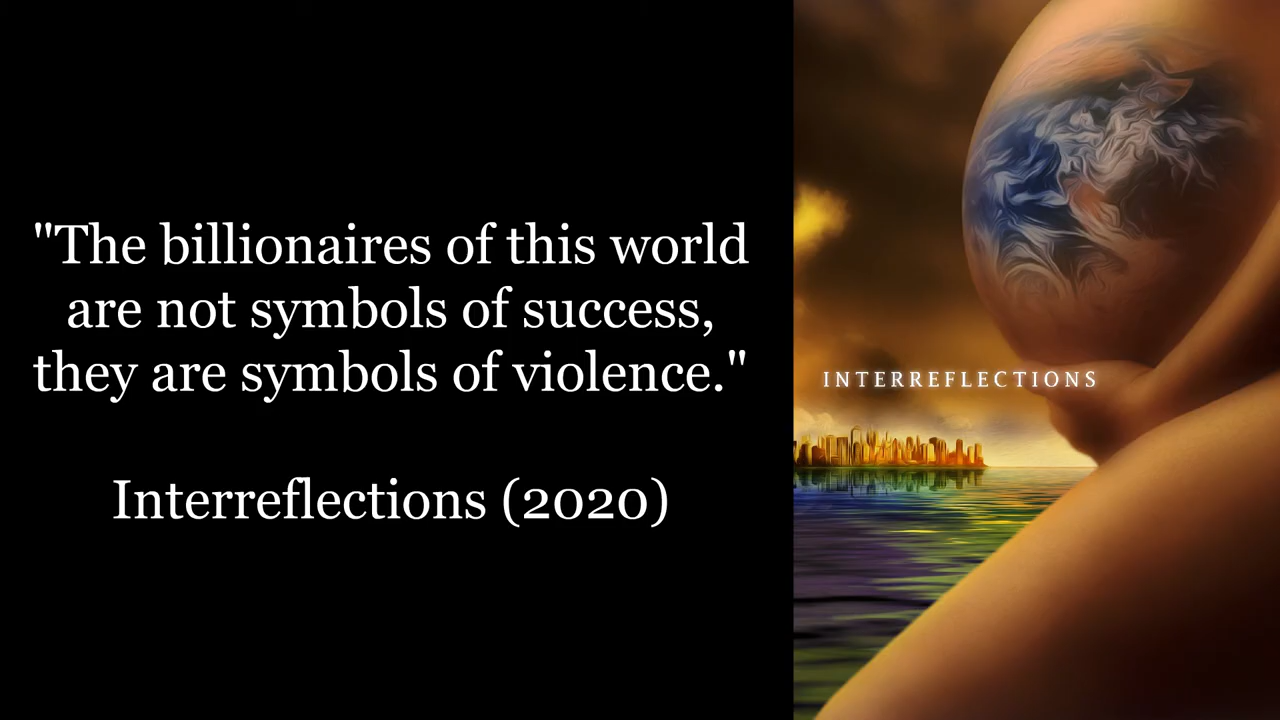 "The billionaires of this world
are not symbols of success,
they are symbols of violence."
Interreflections (2020)
INTERREFLECTIONS